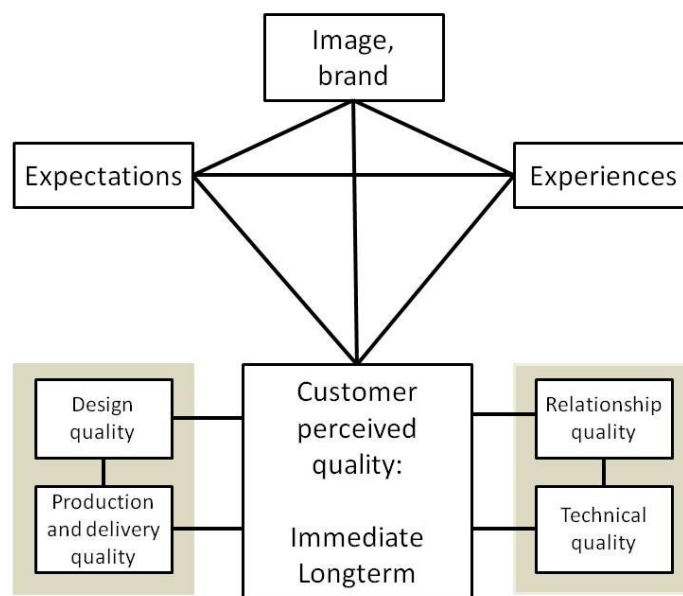 Image,
brand
Expectations
Experiences
Customer
perceived
quality:
Immediate
Longterm
Design
quality
Production
and delivery
quality
Relationship
quality
Technical
quality